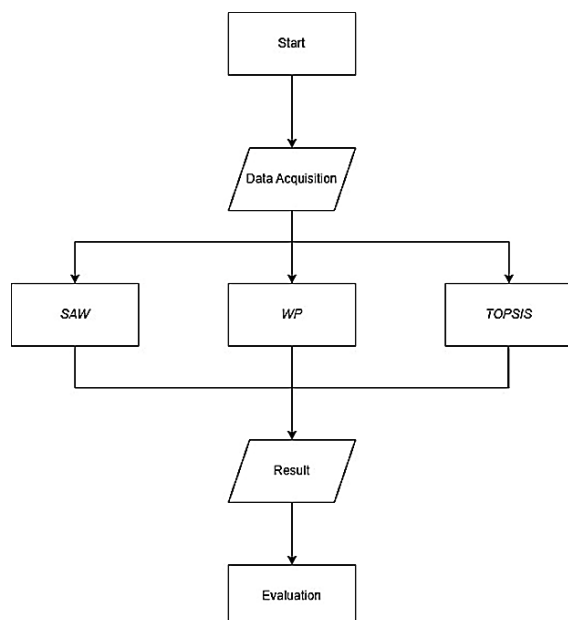 Start
Data Acquisition
SAW
WP
TOPSIS
Result
Evaluation